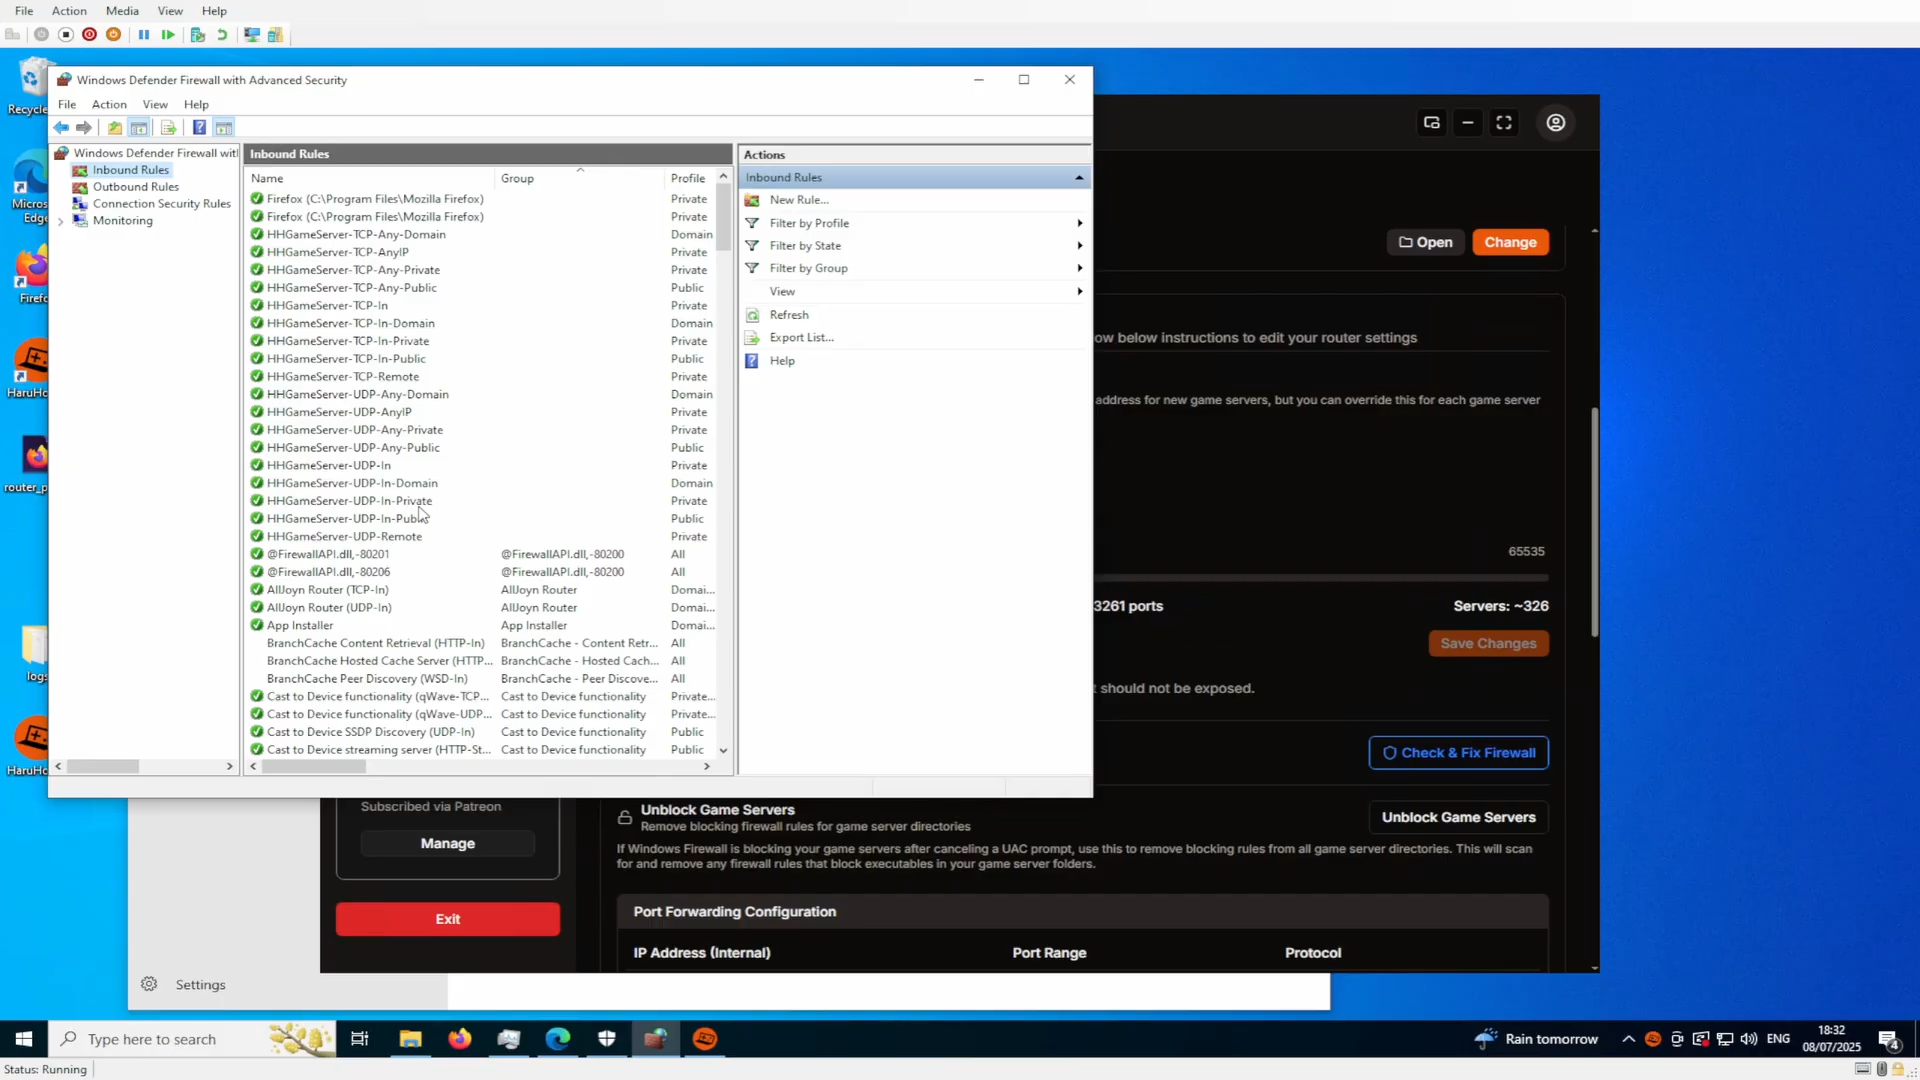 File Action Media View Help
Recycle
Windows Defender Firewall with Advanced Security
File Action View Help
Windows Defender Firewall wit
Inbound Rules
Outbound Rules
Connection Security Rules
Monitoring
Inbound Rules
Name Group Profile
Firefox (C:\Program Files\Mozilla Firefox) Private
Firefox (C:\Program Files\Mozilla Firefox) Private
HHGameServer-TCP-Any-Domain Domain
HHGameServer-TCP-AnyIP Private
HHGameServer-TCP-Any-Private Private
HHGameServer-TCP-Any-Public Public
HHGameServer-TCP-In Private
HHGameServer-TCP-In-Domain Domain
HHGameServer-TCP-In-Private Private
HHGameServer-TCP-In-Public Public
HHGameServer-TCP-Remote Private
HHGameServer-UDP-Any-Domain Domain
HHGameServer-UDP-AnyIP Private
HHGameServer-UDP-Any-Private Private
HHGameServer-UDP-Any-Public Public
HHGameServer-UDP-In Private
HHGameServer-UDP-In-Domain Domain
HHGameServer-UDP-In-Private Private
HHGameServer-UDP-In-Public Public
HHGameServer-UDP-Remote Private
@FirewallAPI.dll,-80201 @FirewallAPI.dll,-80200 All
@FirewallAPI.dll,-80206 @FirewallAPI.dll,-80200 All
AllJoyn Router (TCP-In) AllJoyn Router Domai...
AllJoyn Router (UDP-In) AllJoyn Router Domai...
App Installer App Installer Domai...
BranchCache Content Retrieval (HTTP-In) BranchCache - Content Retr... All
BranchCache Hosted Cache Server (HTTP... BranchCache - Hosted Cach... All
BranchCache Peer Discovery (WSD-In) BranchCache - Peer Discove... All
Cast to Device functionality (qWave-TCP... Cast to Device functionality Private...
Cast to Device functionality (qWave-UDP... Cast to Device functionality Private...
Cast to Device SSDP Discovery (UDP-In) Cast to Device functionality Public
Cast to Device streaming server (HTTP-St... Cast to Device functionality Public
Actions
Inbound Rules
New Rule...
Filter by Profile
Filter by State
Filter by Group
View
Refresh
Export List...
Help
Micros
Edge
Firefo
HaruHo
router_p
logs
HaruHo
Open Change
ow below instructions to edit your router settings
address for new game servers, but you can override this for each game server
65535
3261 ports Servers: ~326
Save Changes
t should not be exposed.
Check & Fix Firewall
Subscribed via Patreon
Manage
Exit
Unblock Game Servers
Remove blocking firewall rules for game server directories
Unblock Game Servers
If Windows Firewall is blocking your game servers after canceling a UAC prompt, use this to remove blocking rules from all game server directories. This will scan
for and remove any firewall rules that block executables in your game server folders.
Port Forwarding Configuration
IP Address (Internal) Port Range Protocol
Settings
Type here to search
Rain tomorrow
ENG
18:32
08/07/2025
4
Status: Running